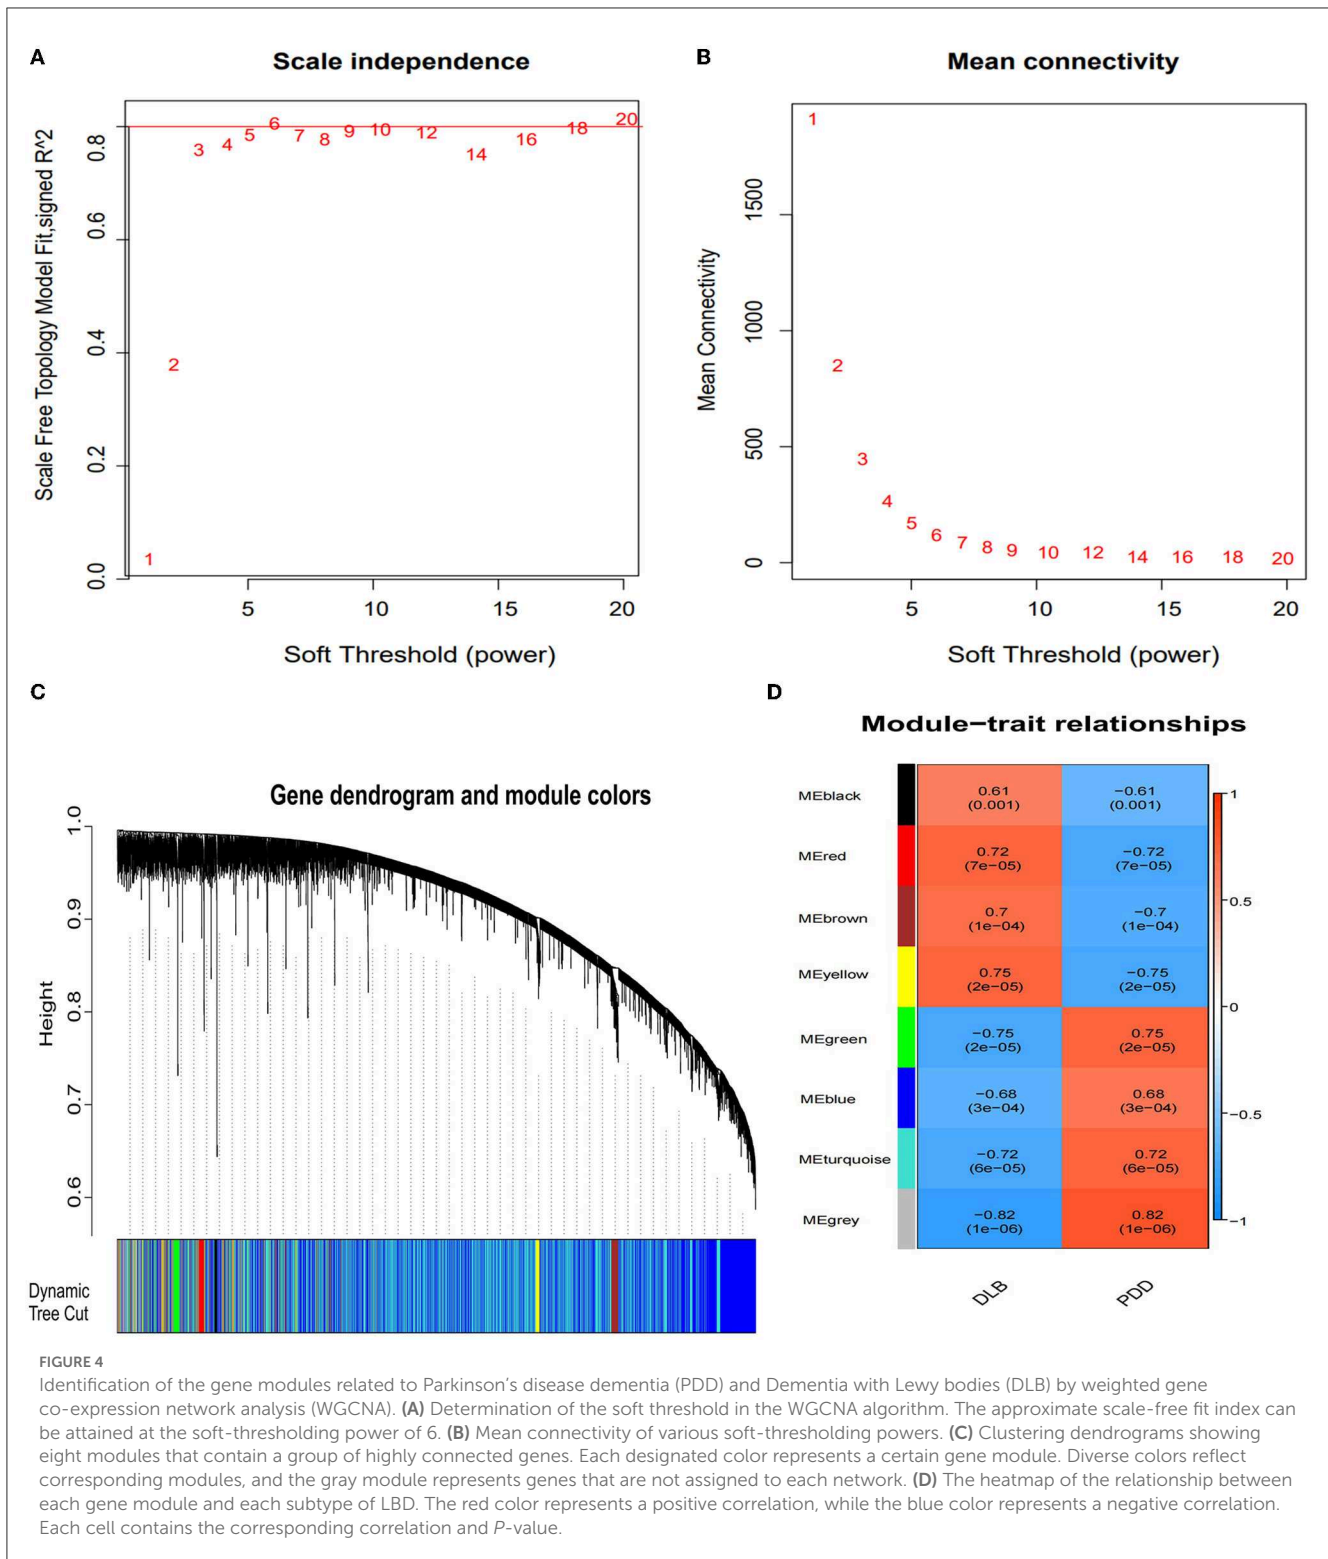 A
Scale independence
Scale Free Topology Model Fit,signed R^2
0.0
0.2
0.4
0.6
0.8
1
2
3
4
5
6
7
8
9
10
12
14
16
18
20
5
10
15
20
Soft Threshold (power)
B
Mean connectivity
Mean Connectivity
0
500
1000
1500
1
2
3
4
5
6
7
8
9
10
12
14
16
18
20
5
10
15
20
Soft Threshold (power)
C
Gene dendrogram and module colors
Height
1.0
0.9
0.8
0.7
0.6
Dynamic
Tree Cut
D
Module−trait relationships
MEblack
0.61
(0.001)
−0.61
(0.001)
MEred
0.72
(7e−05)
−0.72
(7e−05)
MEbrown
0.7
(1e−04)
−0.7
(1e−04)
MEyellow
0.75
(2e−05)
−0.75
(2e−05)
MEgreen
−0.75
(2e−05)
0.75
(2e−05)
MEblue
−0.68
(3e−04)
0.68
(3e−04)
MEturquoise
−0.72
(6e−05)
0.72
(6e−05)
MEgrey
−0.82
(1e−06)
0.82
(1e−06)
DLB
PDD
1
0.5
0
−0.5
−1
FIGURE 4
Identification of the gene modules related to Parkinson's disease dementia (PDD) and Dementia with Lewy bodies (DLB) by weighted gene
co-expression network analysis (WGCNA). (A) Determination of the soft threshold in the WGCNA algorithm. The approximate scale-free fit index can
be attained at the soft-thresholding power of 6. (B) Mean connectivity of various soft-thresholding powers. (C) Clustering dendrograms showing
eight modules that contain a group of highly connected genes. Each designated color represents a certain gene module. Diverse colors reflect
corresponding modules, and the gray module represents genes that are not assigned to each network. (D) The heatmap of the relationship between
each gene module and each subtype of LBD. The red color represents a positive correlation, while the blue color represents a negative correlation.
Each cell contains the corresponding correlation and P-value.